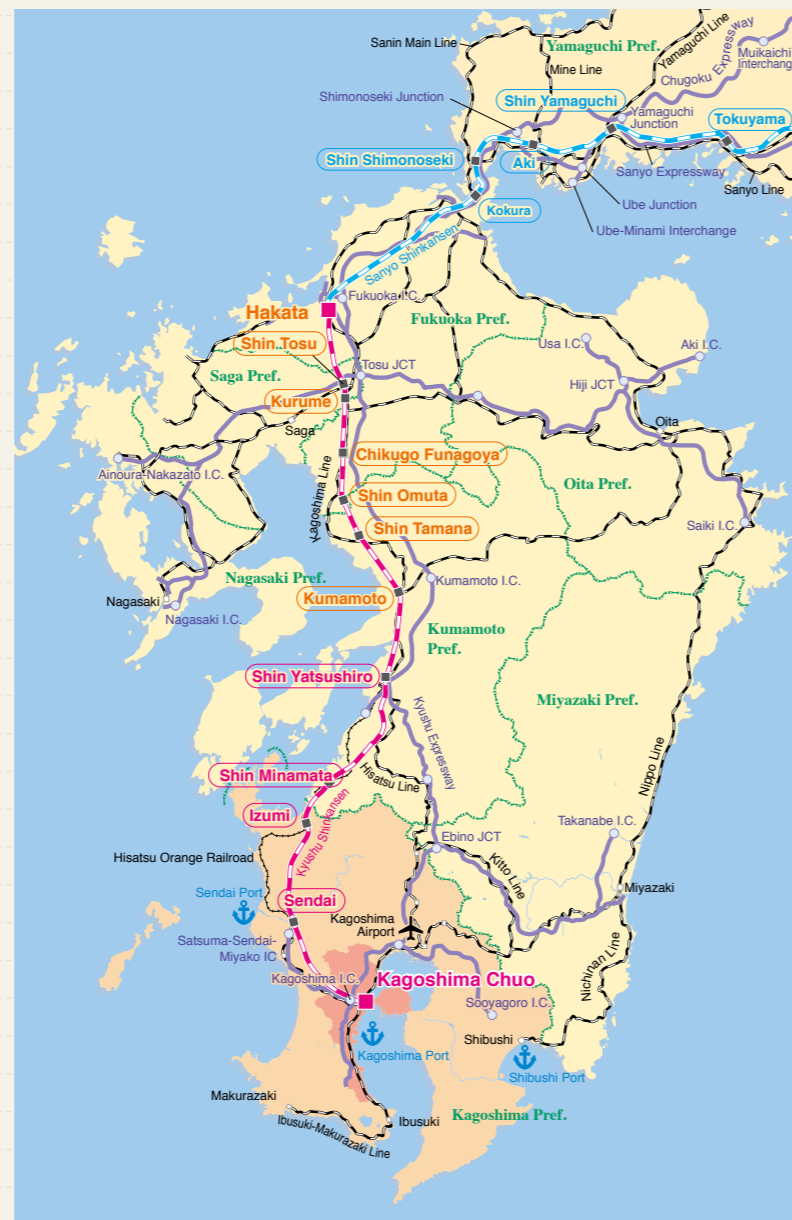 Sanin Main Line
Yamaguchi Pref.
Yamaguchi Line
Mine Line
Chugoku Expressway
Muikaichi
Interchang
Shimonoseki Junction
Shin Yamaguchi
Yamaguchi
Junction
Tokuyama
Shin Shimonoseki
Aki
Sanyo Expressway
Sanyo Line
Kokura
Ube Junction
Ube-Minami Interchange
Sanyo Shinkansen
Fukuoka I.C.
Hakata
Fukuoka Pref.
Shin Tosu
Usa I.C.
Aki I.C.
Tosu JCT
Saga Pref.
Hiji JCT
Kurume
Saga
Oita
Chikugo Funagoya
Ainoura-Nakazato I.C.
Kagoshima Line
Oita Pref.
Shin Omuta
Shin Tamana
Saiki I.C.
Nagasaki Pref.
Kumamoto I.C.
Nagasaki
Kumamoto
Nagasaki I.C.
Kumamoto
Pref.
Shin Yatsushiro
Miyazaki Pref.
Kyushu Expressway
Nippo Line
Shin Minamata
Hisatsu Line
Izumi
Kyushu Shinkansen
Takanabe I.C.
Ebino JCT
Hisatsu Orange Railroad
Kitto Line
Sendai Port
Sendai
Miyazaki
Kagoshima
Airport
Satsuma-Sendai-
Miyako IC
Nichinan Line
Kagoshima I.C.
Kagoshima Chuo
Sooyagoro I.C.
Shibushi
Kagoshima Port
Shibushi Port
Makurazaki
Ibusuki
Kagoshima Pref.
Ibusuki-Makurazaki Line